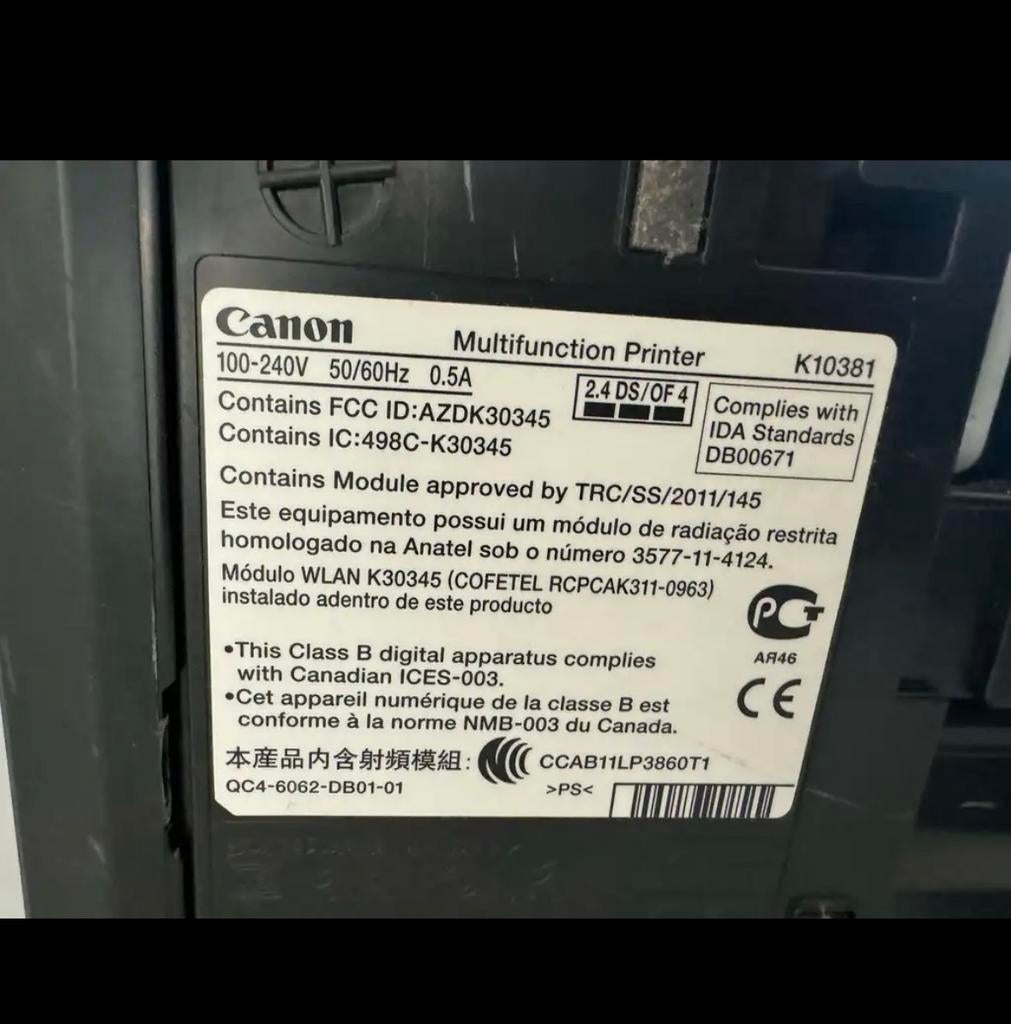 Canon Multifunction Printer K10381
100-240V 50/60Hz 0.5A
2.4 DS/OF 4
Contains FCC ID:AZDK30345
Contains IC:498C-K30345
Complies with
IDA Standards
DB00671
Contains Module approved by TRC/SS/2011/145
Este equipamento possui um módulo de radiação restrita
homologado na Anatel sob o número 3577-11-4124.
Módulo WLAN K30345 (COFETEL RCPCAK311-0963)
instalado adentro de este producto
PCT
АЯ46
•This Class B digital apparatus complies
with Canadian ICES-003.
CE
•Cet appareil numérique de la classe B est
conforme à la norme NMB-003 du Canada.
本產品内含射頻模組: CCAB11LP3860T1
QC4-6062-DB01-01 >PS<